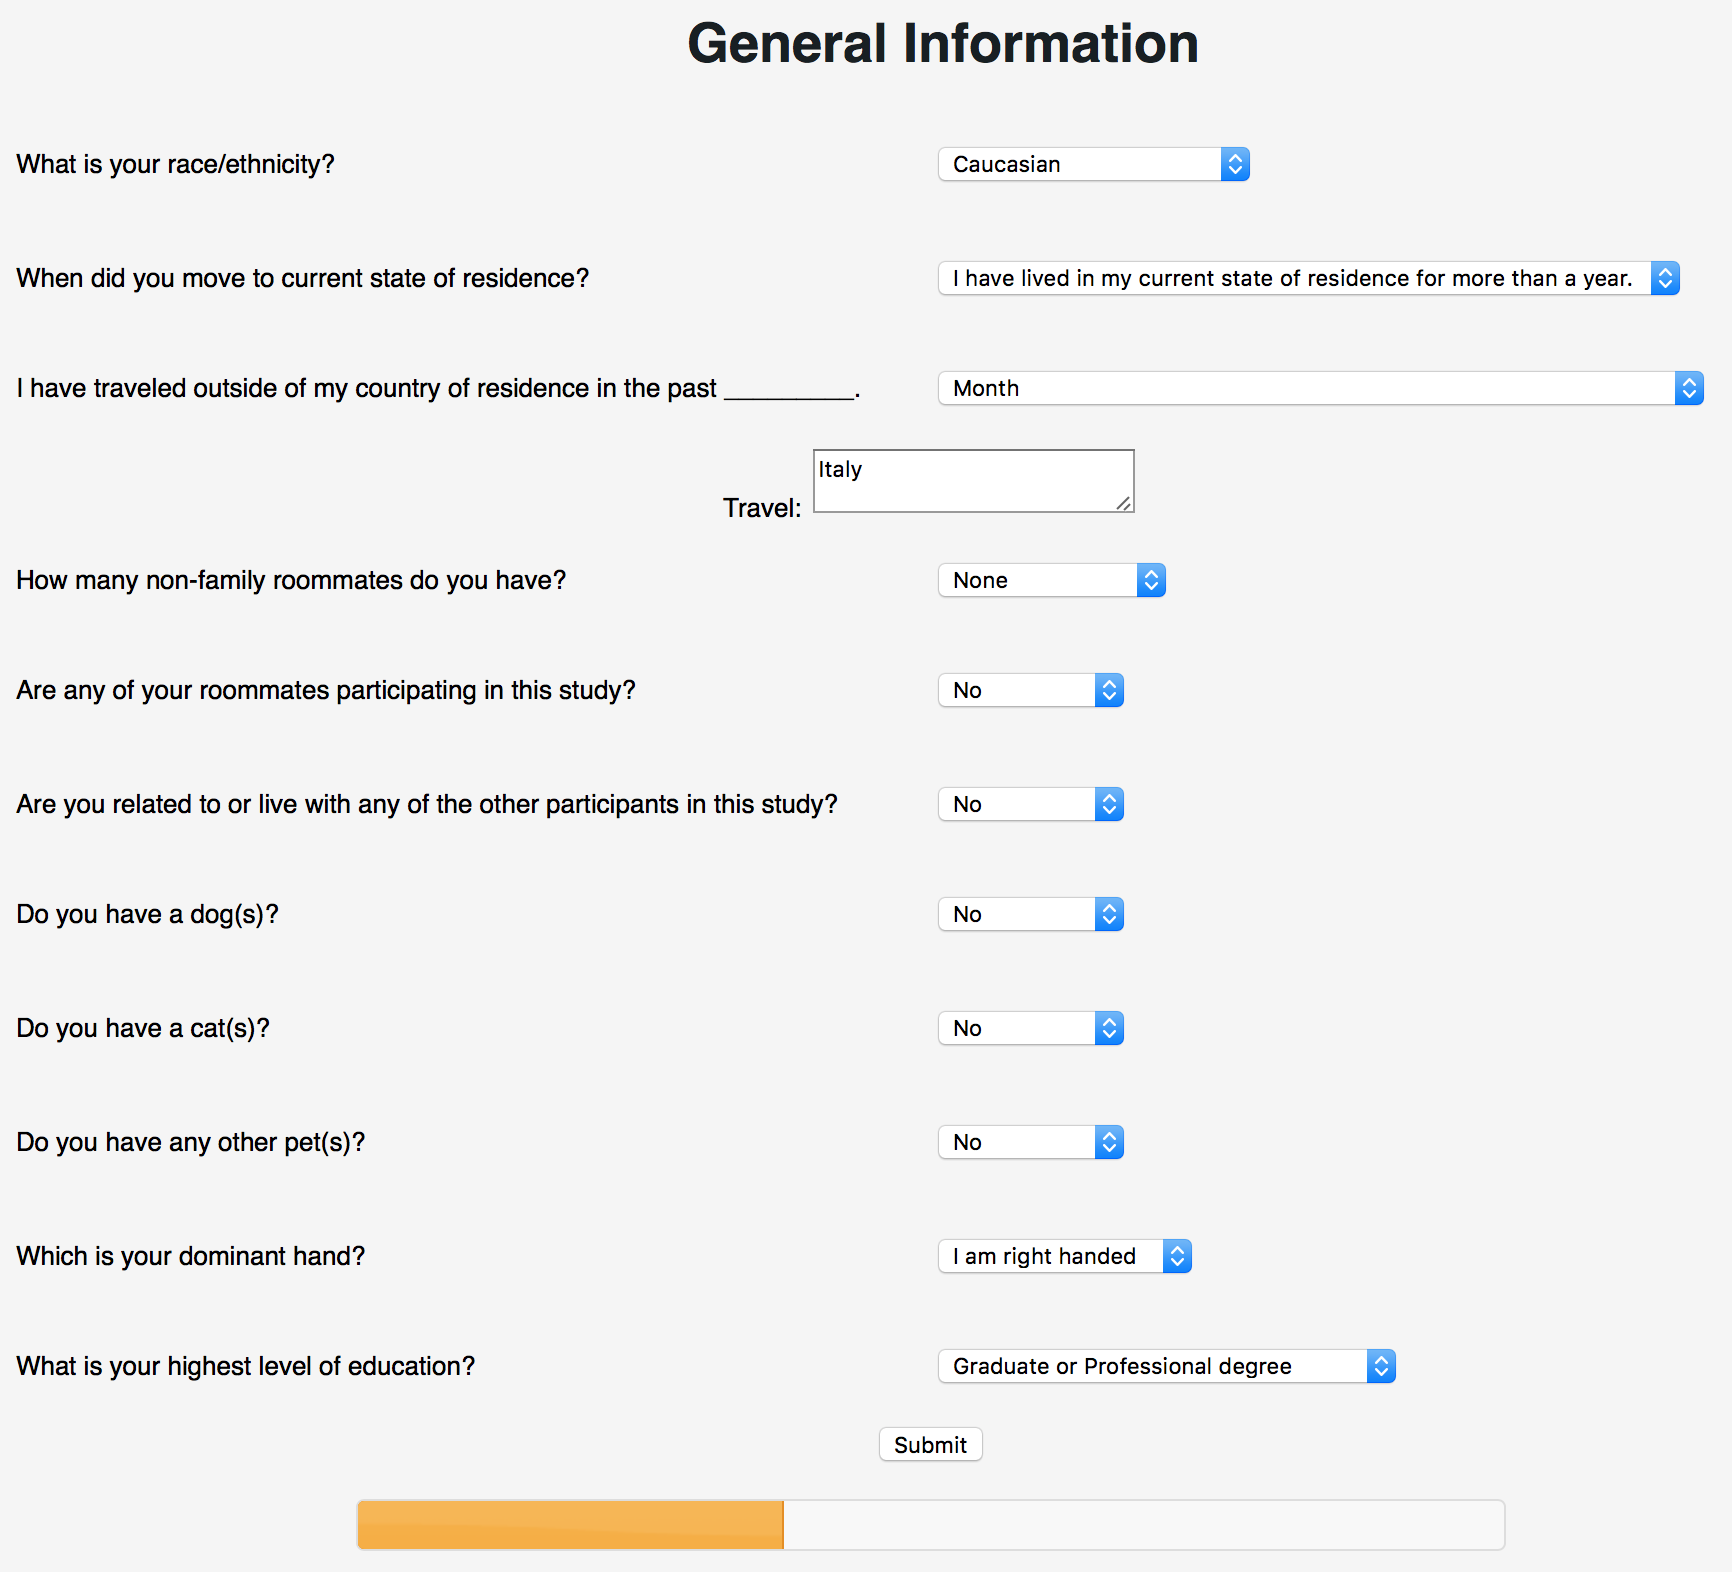 General Information
What is your race/ethnicity? Caucasian
When did you move to current state of residence? I have lived in my current state of residence for more than a year.
I have traveled outside of my country of residence in the past _________. Month
Italy
Travel:
How many non-family roommates do you have? None
Are any of your roommates participating in this study? No
Are you related to or live with any of the other participants in this study? No
Do you have a dog(s)? No
Do you have a cat(s)? No
Do you have any other pet(s)? No
Which is your dominant hand? I am right handed
What is your highest level of education? Graduate or Professional degree
Submit